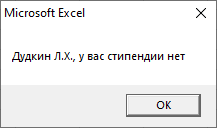 Microsoft Excel
Дудкин Л.Х., у вас стипендии нет
OK